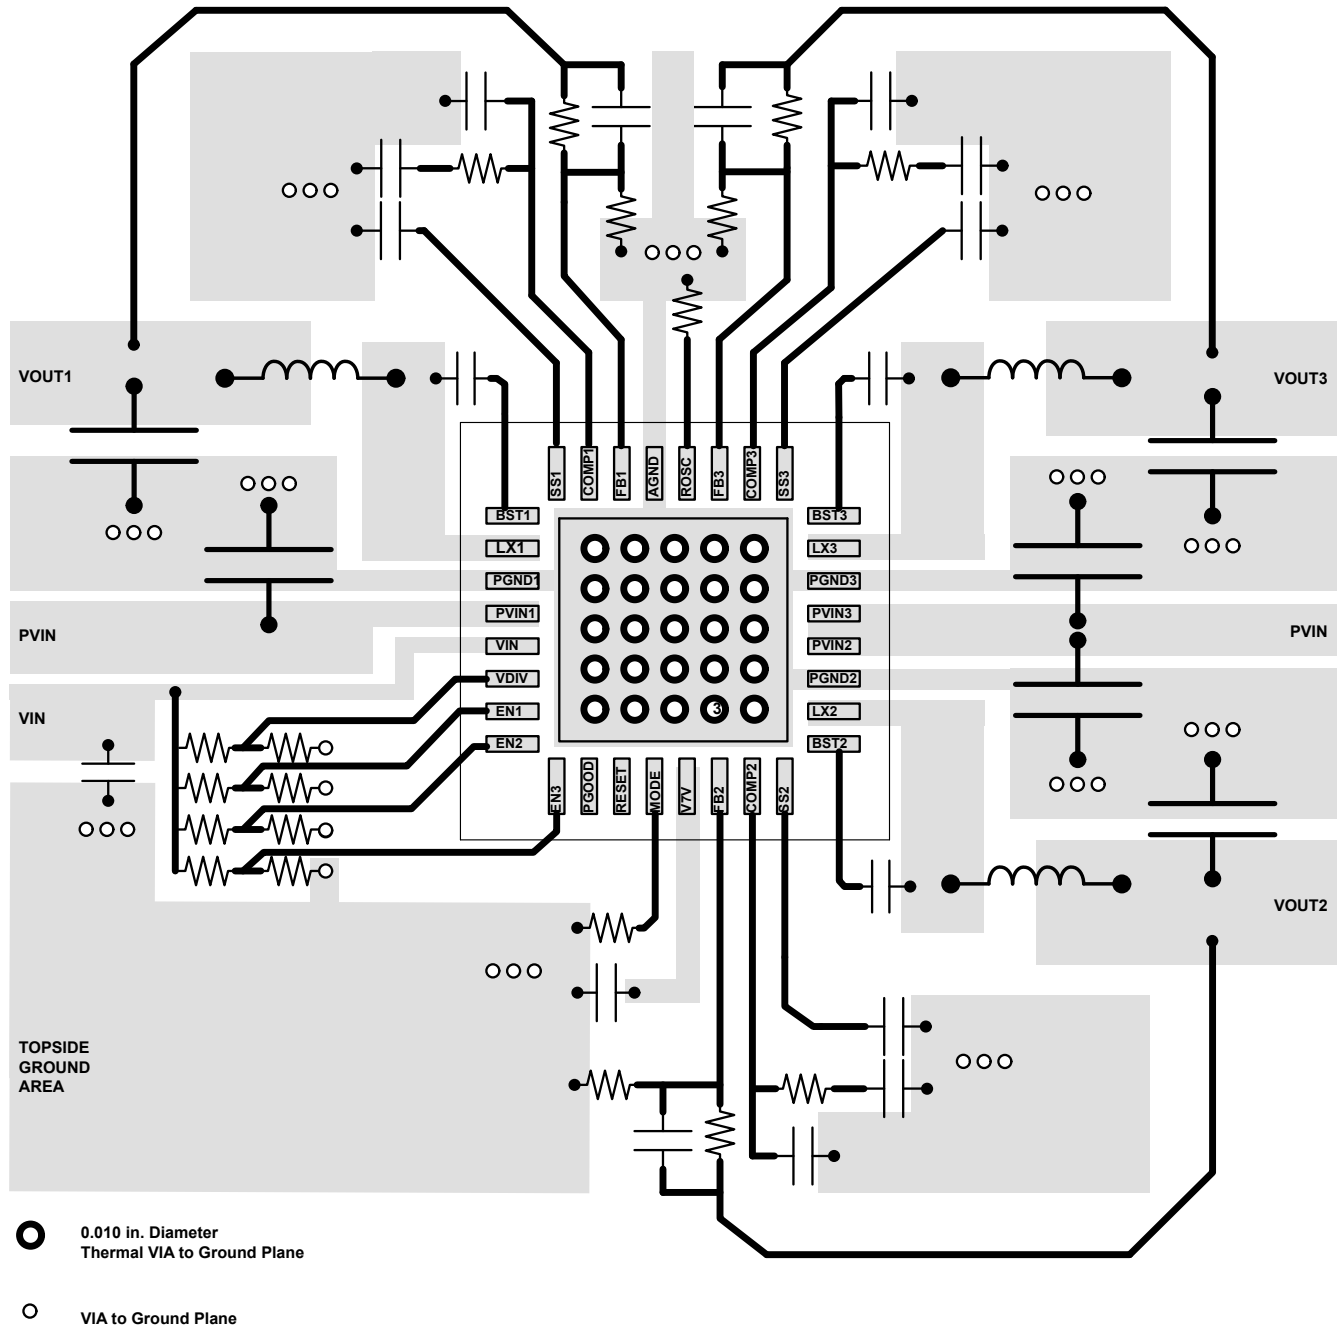 VOUT1
VOUT3
SS1
COMP1
FB1
AGND
ROSC
FB3
COMP3
SS3
BST1
BST3
LX1
LX3
PGND1
PGND3
PVIN1
PVIN3
PVIN
PVIN
VIN
PVIN2
VDIV
PGND2
EN1
LX2
VIN
3
EN2
BST2
EN3
PGOOD
RESET
MODE
V7V
FB2
COMP2
SS2
VOUT2
TOPSIDE
GROUND
AREA
0.010 in. Diameter
Thermal VIA to Ground Plane
VIA to Ground Plane